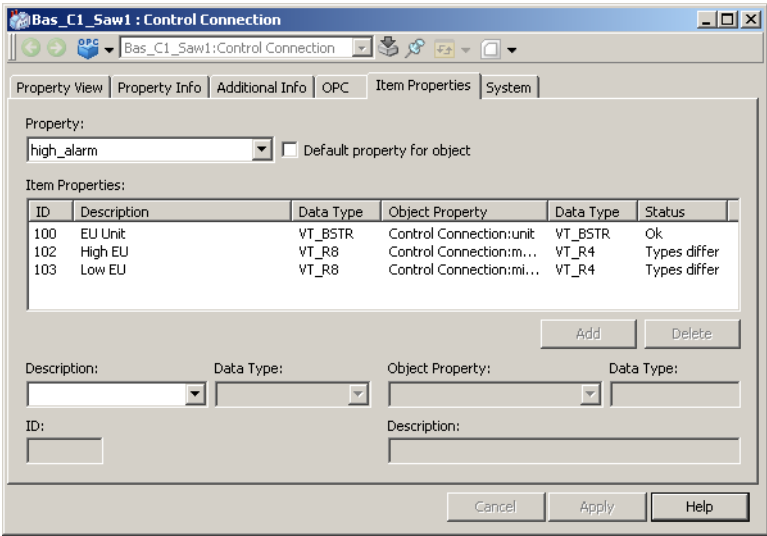 Bas_C1_Saw1 : Control Connection
OPC Bas_C1_Saw1:Control Connection
Property View Property Info Additional Info OPC Item Properties System
Property:
high_alarm Default property for object
Item Properties:
ID Description Data Type Object Property Data Type Status
100 EU Unit VT_BSTR Control Connection:unit VT_BSTR Ok
102 High EU VT_R8 Control Connection:m... VT_R4 Types differ
103 Low EU VT_R8 Control Connection:mi... VT_R4 Types differ
Add Delete
Description: Data Type: Object Property: Data Type:
ID: Description:
Cancel Apply Help